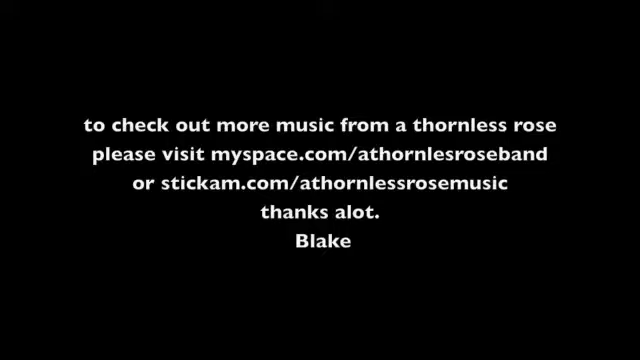 to check out more music from a thornless rose
please visit myspace.com/athornlesroseband
or stickam.com/athornlessrosemusic
thanks alot.
Blake